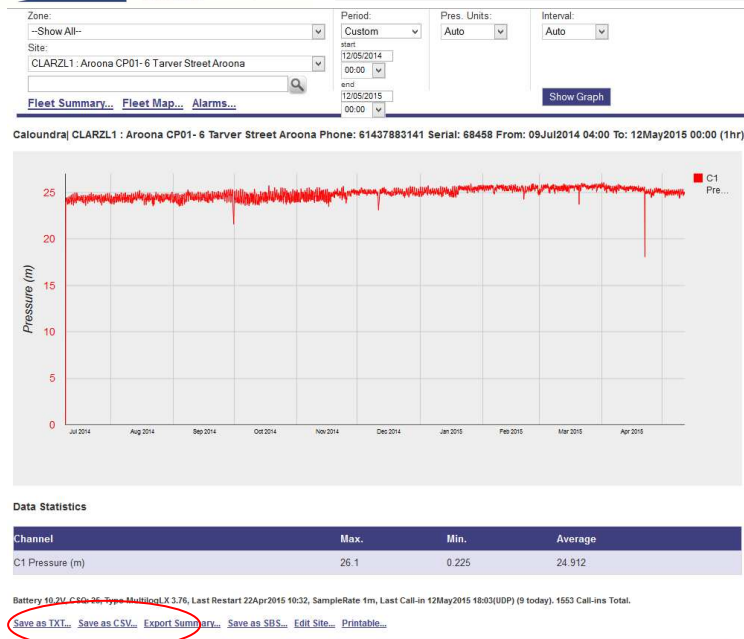 Zone: Period: Pres. Units: Interval:
--Show All-- Custom Auto Auto
Site: start
CLARZL1 : Aroona CP01- 6 Tarver Street Aroona 12/05/2014
00:00
end
12/05/2015
00:00
Fleet Summary... Fleet Map... Alarms... Show Graph
Caloundra| CLARZL1 : Aroona CP01- 6 Tarver Street Aroona Phone: 61437883141 Serial: 68458 From: 09Jul2014 04:00 To: 12May2015 00:00 (1hr)
C1
Pre...
25
20
15
10
5
0
Pressure (m)
Jul 2014 Aug 2014 Sep 2014 Oct 2014 Nov 2014 Dec 2014 Jan 2015 Feb 2015 Mar 2015 Apr 2015
Data Statistics
Channel Max. Min. Average
C1 Pressure (m) 26.1 0.225 24.912
Battery 10.2V, CSQ: 25, Type MultilogLX 3.76, Last Restart 22Apr2015 10:32, SampleRate 1m, Last Call-in 12May2015 18:03(UDP) (9 today). 1553 Call-ins Total.
Save as TXT... Save as CSV... Export Summary... Save as SBS... Edit Site... Printable...